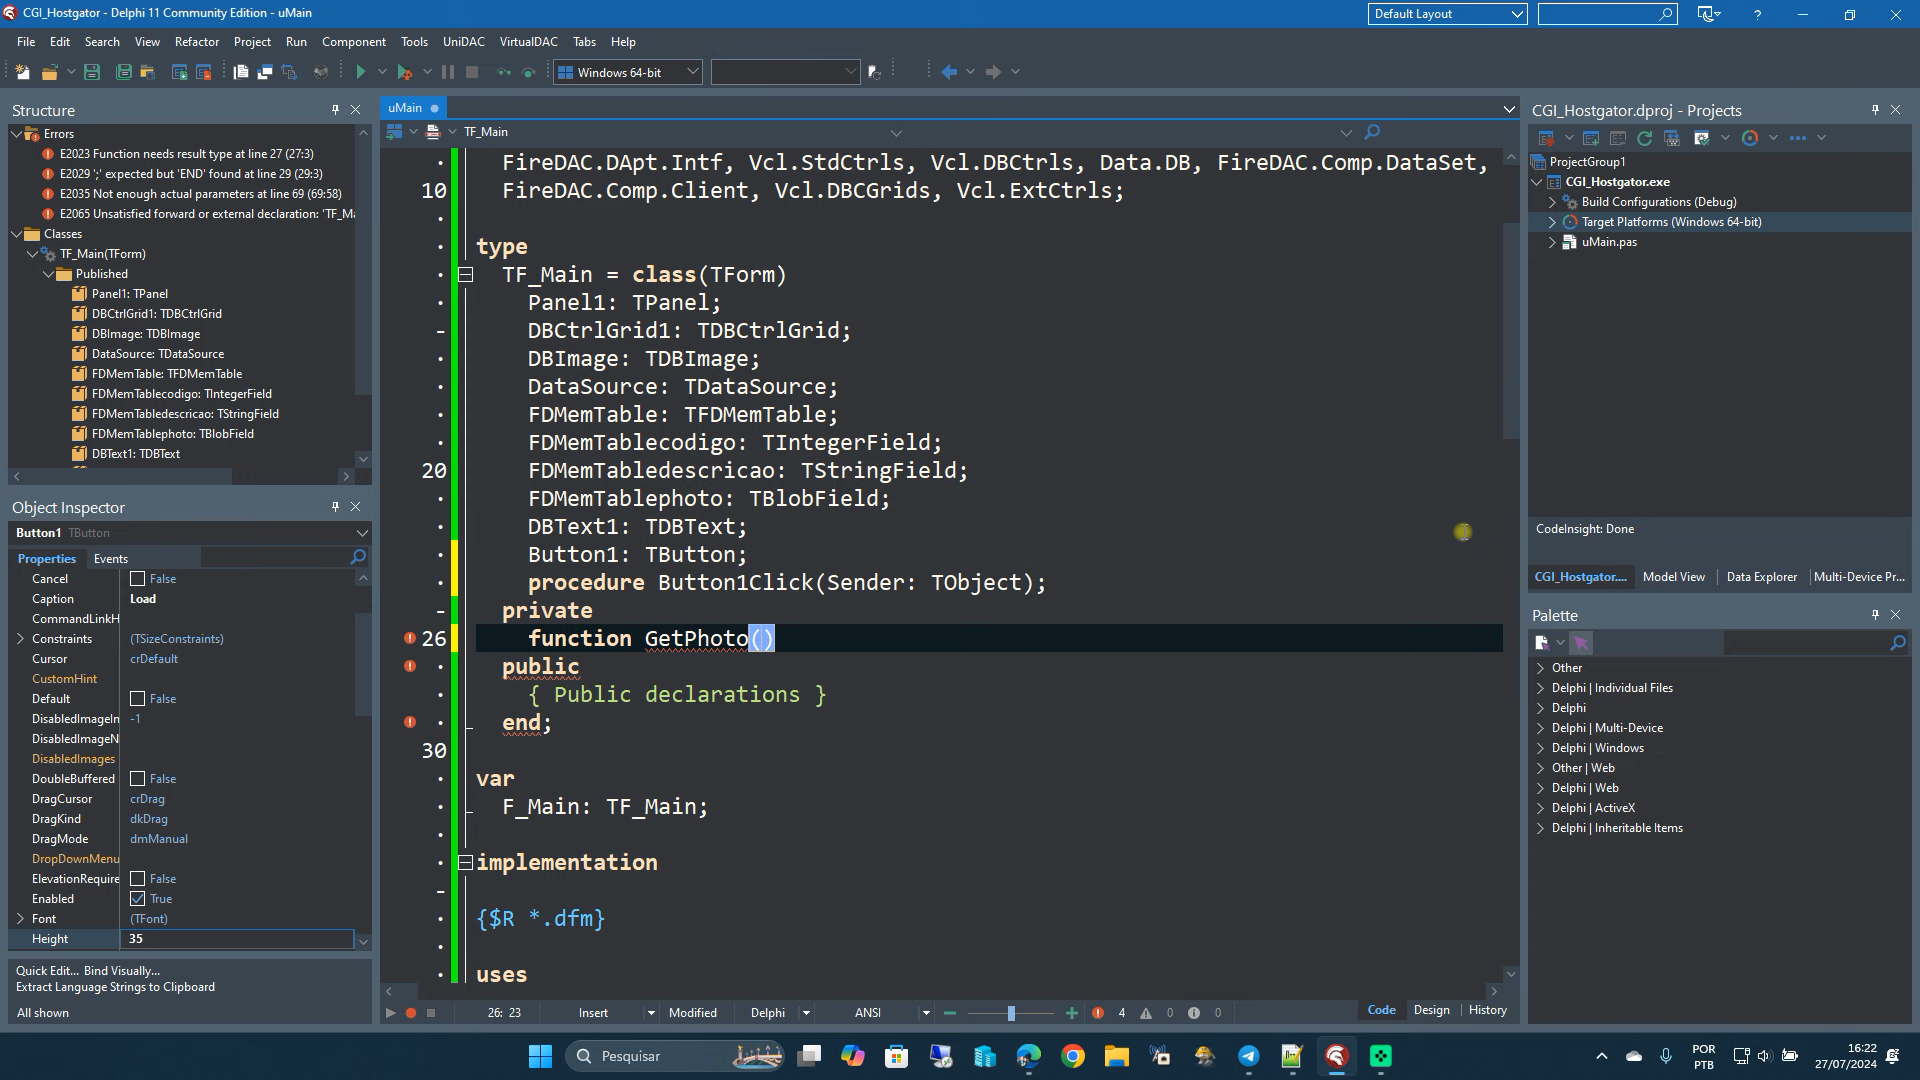 CGI_Hostgator - Delphi 11 Community Edition - uMain
Default Layout
File Edit Search View Refactor Project Run Component Tools UniDAC VirtualDAC Tabs Help
Windows 64-bit
Structure
Errors
E2023 Function needs result type at line 27 (27:3)
E2029 ';' expected but 'END' found at line 29 (29:3)
E2035 Not enough actual parameters at line 69 (69:58)
E2065 Unsatisfied forward or external declaration: 'TF_Ma
Classes
TF_Main(TForm)
Published
Panel1: TPanel
DBCtrlGrid1: TDBCtrlGrid
DBImage: TDBImage
DataSource: TDataSource
FDMemTable: TFDMemTable
FDMemTablecodigo: TIntegerField
FDMemTabledescricao: TStringField
FDMemTablephoto: TBlobField
DBText1: TDBText
Object Inspector
Button1 TButton
Properties Events
Cancel False
Caption Load
CommandLinkH
Constraints (TSizeConstraints)
Cursor crDefault
CustomHint
Default False
DisabledImageIn -1
DisabledImageN
DisabledImages
DoubleBuffered False
DragCursor crDrag
DragKind dkDrag
DragMode dmManual
DropDownMenu
ElevationRequire False
Enabled True
Font (TFont)
Height 35
Quick Edit... Bind Visually...
Extract Language Strings to Clipboard
All shown
uMain
TF_Main
FireDAC.DApt.Intf, Vcl.StdCtrls, Vcl.DBCtrls, Data.DB, FireDAC.Comp.DataSet,
10 FireDAC.Comp.Client, Vcl.DBCGrids, Vcl.ExtCtrls;
type
TF_Main = class(TForm)
Panel1: TPanel;
DBCtrlGrid1: TDBCtrlGrid;
DBImage: TDBImage;
DataSource: TDataSource;
FDMemTable: TFDMemTable;
FDMemTablecodigo: TIntegerField;
20 FDMemTabledescricao: TStringField;
FDMemTablephoto: TBlobField;
DBText1: TDBText;
Button1: TButton;
procedure Button1Click(Sender: TObject);
private
26 function GetPhoto()
public
{ Public declarations }
end;
30
var
F_Main: TF_Main;
implementation
{$R *.dfm}
uses
26: 23 Insert Modified Delphi ANSI 4 0 0 Code Design History
CGI_Hostgator.dproj - Projects
ProjectGroup1
CGI_Hostgator.exe
Build Configurations (Debug)
Target Platforms (Windows 64-bit)
uMain.pas
CodeInsight: Done
CGI_Hostgator.... Model View Data Explorer Multi-Device Pr...
Palette
Other
Delphi | Individual Files
Delphi
Delphi | Multi-Device
Delphi | Windows
Other | Web
Delphi | Web
Delphi | ActiveX
Delphi | Inheritable Items
Pesquisar
POR
PTB
16:22
27/07/2024